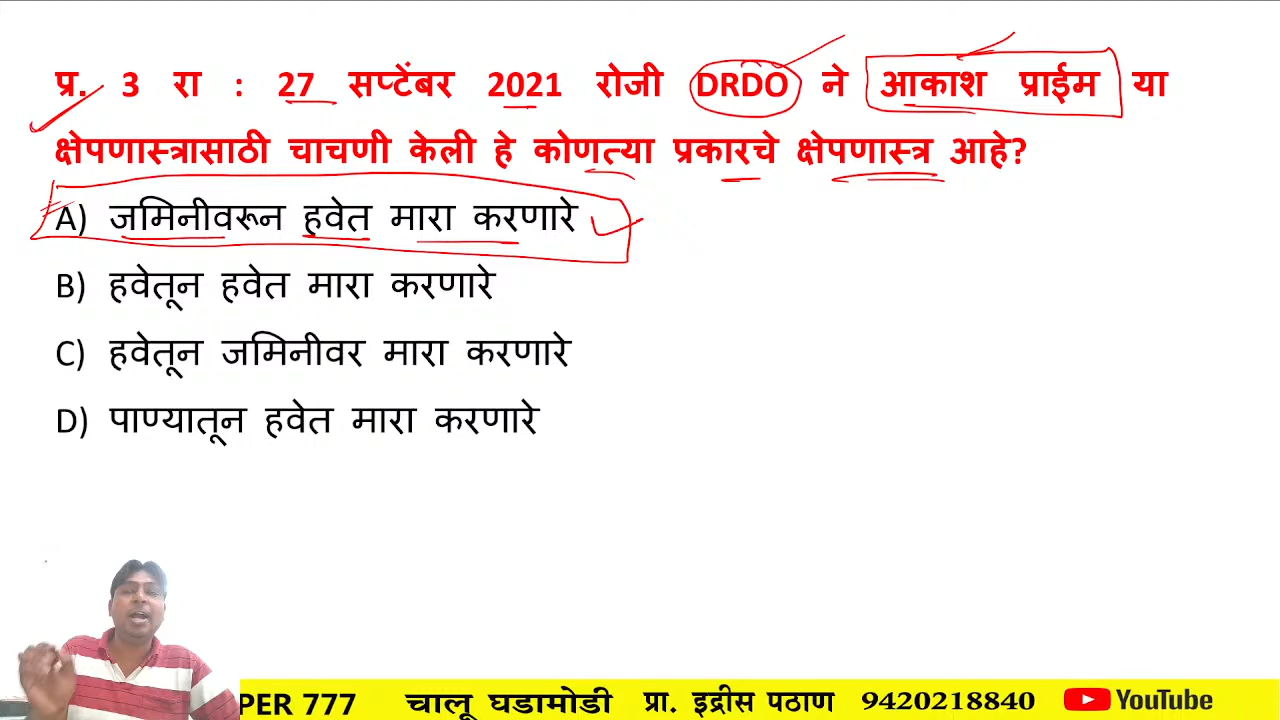 प्र. 3 रा : 27 सप्टेंबर 2021 रोजी DRDO ने आकाश प्राईम या
क्षेपणास्त्रासाठी चाचणी केली हे कोणत्या प्रकारचे क्षेपणास्त्र आहे?
A) जमिनीवरून हवेत मारा करणारे
B) हवेतून हवेत मारा करणारे
C) हवेतून जमिनीवर मारा करणारे
D) पाण्यातून हवेत मारा करणारे
PER 777 चालू घडामोडी प्रा. इद्रीस पठाण 9420218840 YouTube